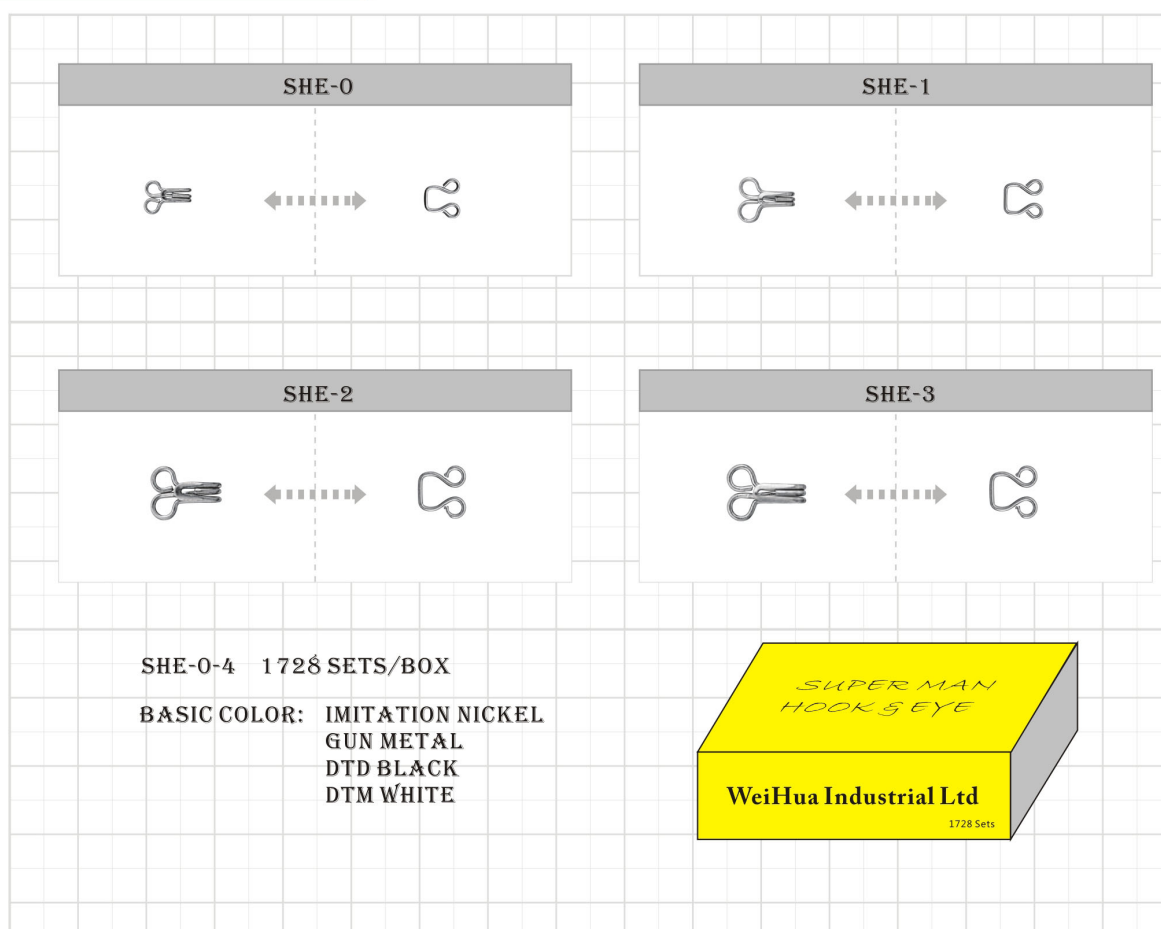 SHE-0
SHE-1
SHE-2
SHE-3
SHE-0-4 1728 SETS/BOX
BASIC COLOR: IMITATION NICKEL
GUN METAL
DTD BLACK
DTM WHITE
SUPER MAN
HOOK & EYE
WeiHua Industrial Ltd
1728 Sets